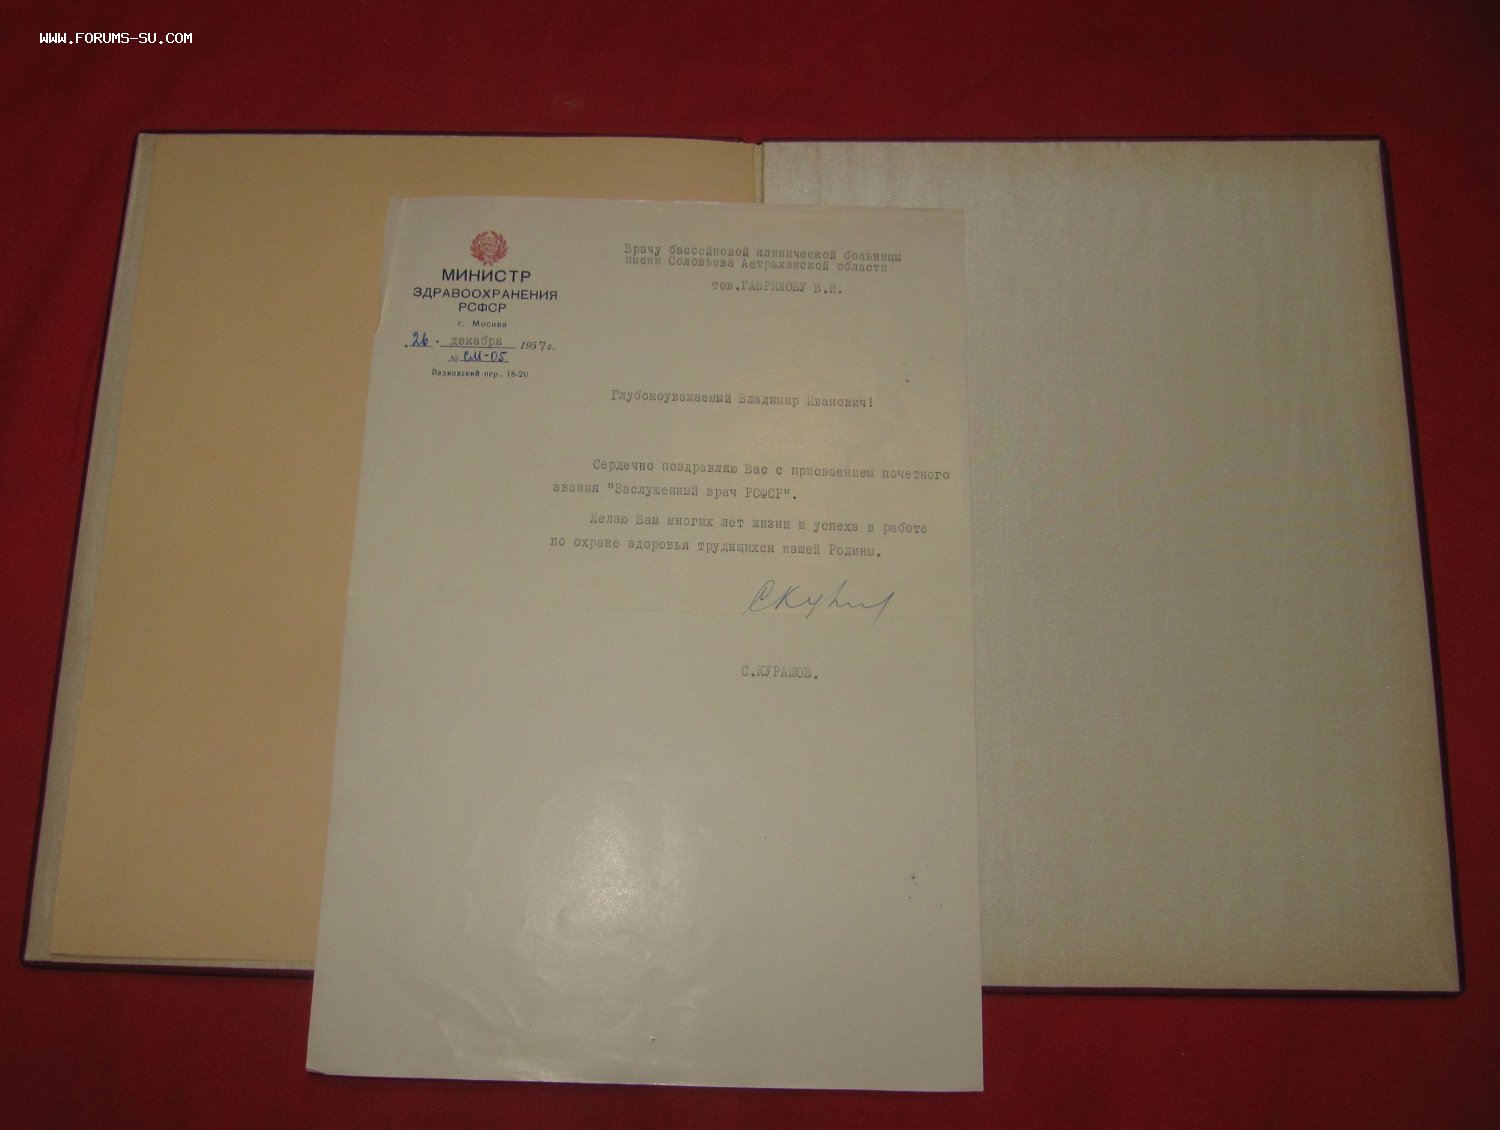 WWW.FORUMS-SU.COM
МИНИСТР
ЗДРАВООХРАНЕНИЯ
РСФСР
г. Москва
„26“ декабря 1957 г.
№ СМ-05
Вадковский пер., 18-20
Врачу бассейновой клинической больницы
имени Соловьева Астраханской области
тов.ГАВРИЛОВУ В.И.
Глубокоуважаемый Владимир Иванович!
Сердечно поздравляю Вас с присвоением почетного
звания "Заслуженный врач РСФСР".
Желаю Вам многих лет жизни и успеха в работе
по охране здоровья трудящихся нашей Родины.
С.КУРАШОВ.